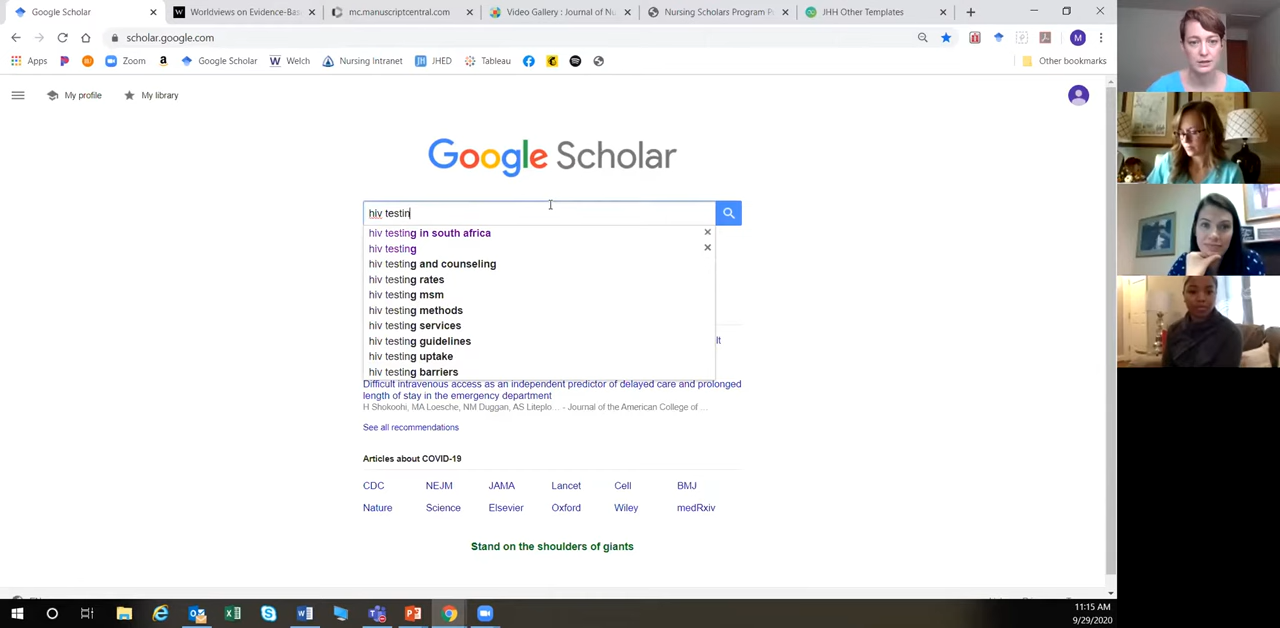 Google Scholar
Worldviews on Evidence-Bas
mc.manuscriptcentral.com
Video Gallery : Journal of Nu
Nursing Scholars Program P
JHH Other Templates
scholar.google.com
M
Apps
Zoom
Google Scholar
Welch
Nursing Intranet
JHED
Tableau
Other bookmarks
My profile
My library
Google Scholar
hiv testin
hiv testing in south africa
hiv testing
hiv testing and counseling
hiv testing rates
hiv testing msm
hiv testing methods
hiv testing services
hiv testing guidelines
hiv testing uptake
hiv testing barriers
lt
Difficult intravenous access as an independent predictor of delayed care and prolonged
length of stay in the emergency department
H Shokoohi, MA Loesche, NM Duggan, AS Liteplo... - Journal of the American College of ...
See all recommendations
Articles about COVID-19
CDC NEJM JAMA Lancet Cell BMJ
Nature Science Elsevier Oxford Wiley medRxiv
Stand on the shoulders of giants
11:15 AM
9/29/2020